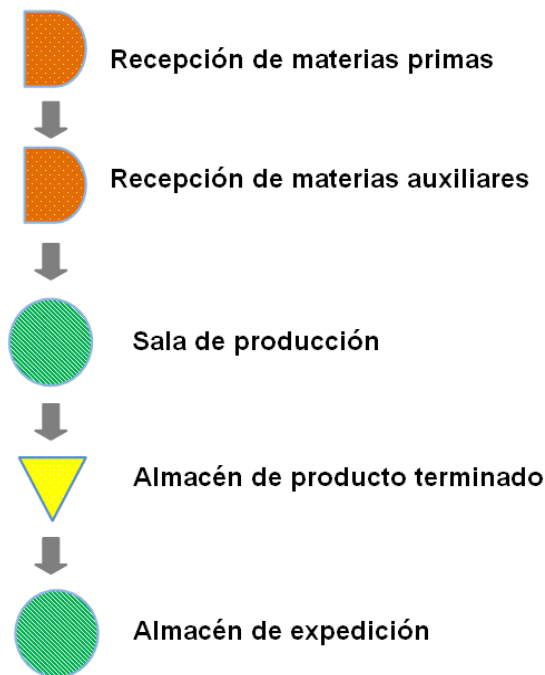 Recepción de materias primas
Recepción de materias auxiliares
Sala de producción
Almacén de producto terminado
Almacén de expedición